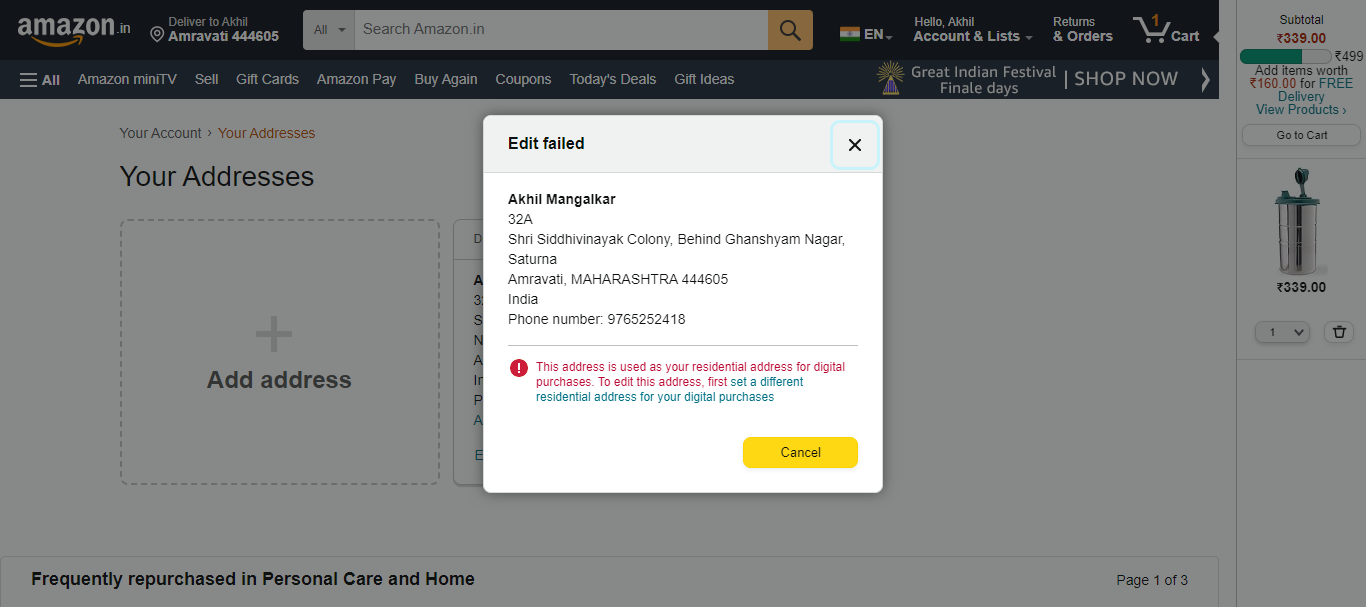 amazon.in
Deliver to Akhil
Amravati 444605
All
Search Amazon.in
EN
Hello, Akhil
Account & Lists
Returns
& Orders
1
Cart
All
Amazon miniTV
Sell
Gift Cards
Amazon Pay
Buy Again
Coupons
Today's Deals
Gift Ideas
Great Indian Festival
Finale days
SHOP NOW
Subtotal
₹339.00
₹499
Add items worth
₹160.00 for FREE
Delivery
View Products ›
Go to Cart
₹339.00
1
Your Account › Your Addresses
Your Addresses
Add address
Edit failed
Akhil Mangalkar
32A
Shri Siddhivinayak Colony, Behind Ghanshyam Nagar,
Saturna
Amravati, MAHARASHTRA 444605
India
Phone number: 9765252418
This address is used as your residential address for digital
purchases. To edit this address, first set a different
residential address for your digital purchases
Cancel
Frequently repurchased in Personal Care and Home
Page 1 of 3